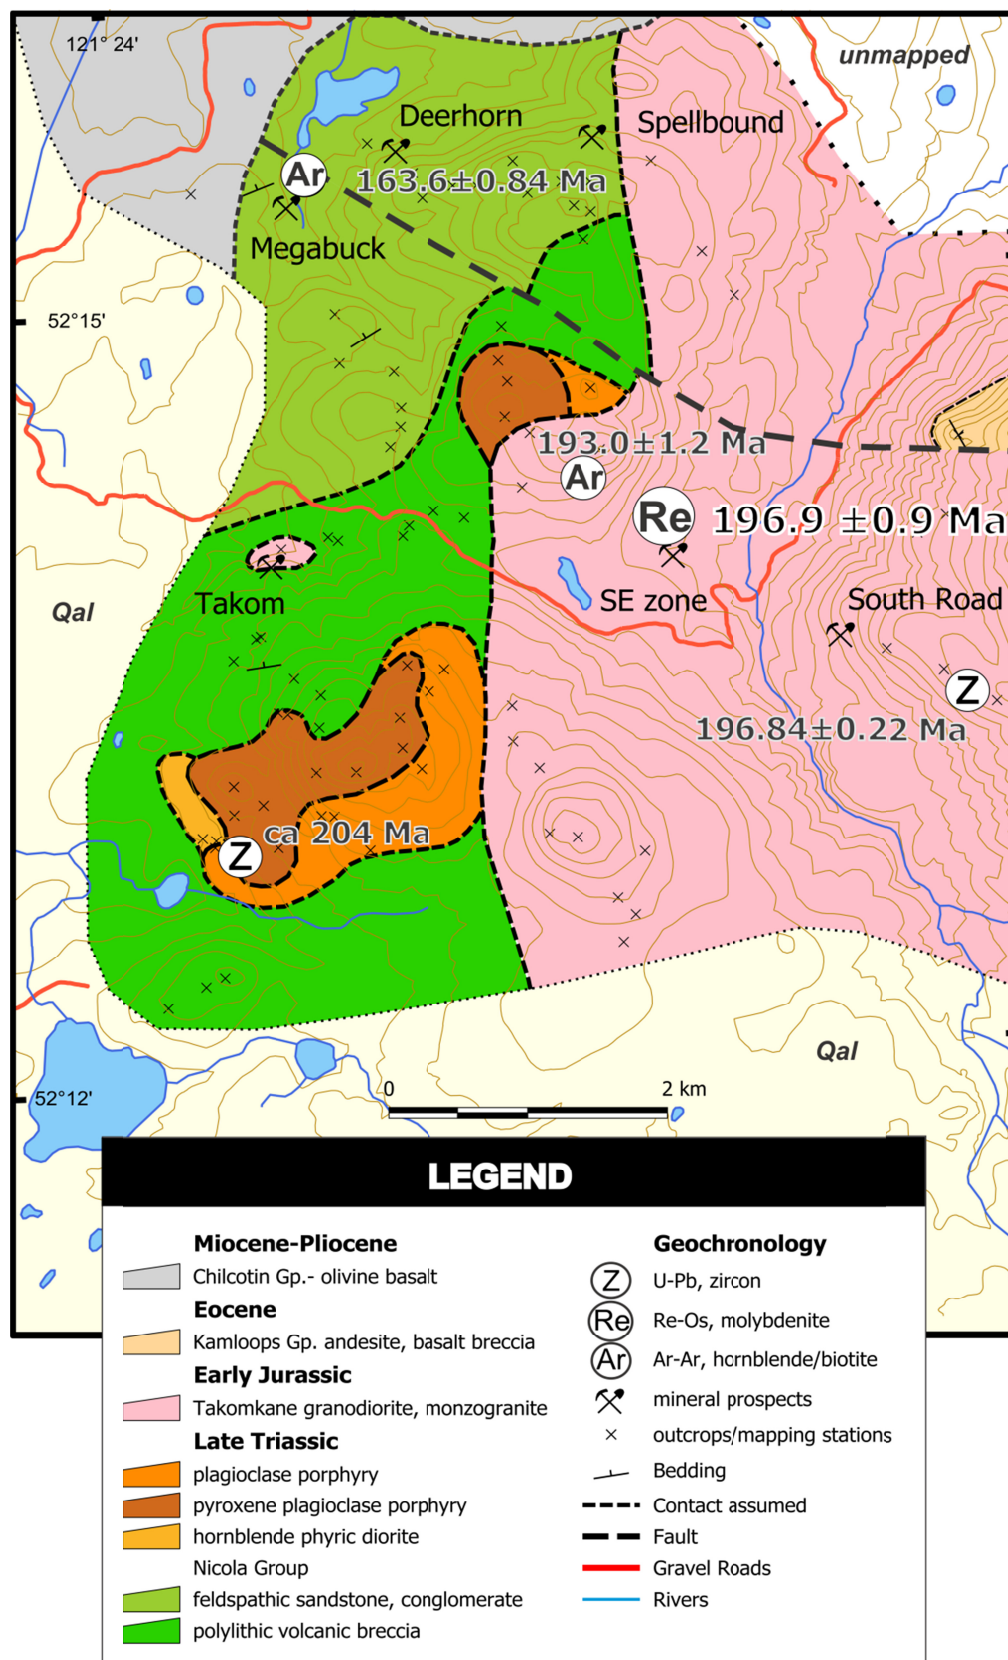 121° 24'
unmapped
Deerhorn
Spellbound
Ar
163.6±0.84 Ma
Megabuck
52°15'
193.0±1.2 Ma
Ar
Re
196.9 ±0.9 Ma
Qal
Takom
SE zone
South Road
Z
196.84±0.22 Ma
ca 204 Ma
Z
Qal
0
2 km
52°12'
LEGEND
Miocene-Pliocene
Chilcotin Gp.- olivine basalt
Eocene
Kamloops Gp. andesite, basalt breccia
Early Jurassic
Takomkane granodiorite, monzogranite
Late Triassic
plagioclase porphyry
pyroxene plagioclase porphyry
hornblende phyric diorite
Nicola Group
feldspathic sandstone, conglomerate
polylithic volcanic breccia
Geochronology
Z U-Pb, zircon
Re Re-Os, molybdenite
Ar Ar-Ar, hornblende/biotite
mineral prospects
outcrops/mapping stations
Bedding
Contact assumed
Fault
Gravel Roads
Rivers